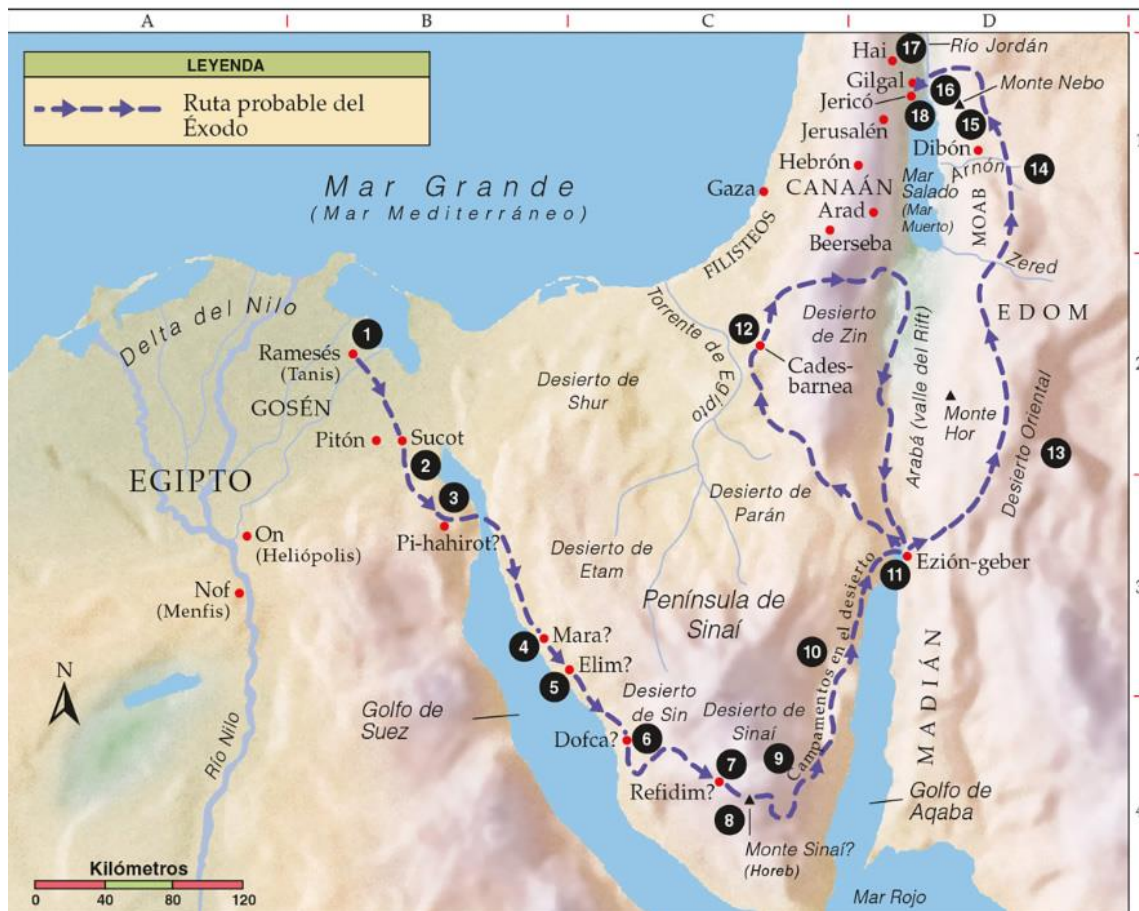 A
B
C
D
LEYENDA
Ruta probable del
Éxodo
Mar Grande
(Mar Mediterráneo)
Hai
17
Río Jordán
Gilgal
16
Monte Nebo
Jericó
18
15
Jerusalén
Dibón
1
Hebrón
Arnón
14
Gaza
CANAÁN
Mar
Salado
(Mar
Muerto)
MOAB
Arad
FILISTEOS
Beerseba
Zered
EDOM
Delta del Nilo
1
Ramesés
(Tanis)
GOSÉN
Pitón
Sucot
2
EGIPTO
3
Pi-hahirot?
On
(Heliópolis)
Nof
(Menfis)
Torrente de Egipto
12
Desierto
de Zin
Cades-
barnea
2
Desierto de
Shur
Monte
Hor
Arabá (valle del Rift)
Desierto Oriental
13
Desierto de
Parán
Desierto de
Etam
Ezión-geber
11
3
Península de
Sinaí
4
Mara?
Elim?
5
10
Campamentos en el desierto
MADIÁN
N
Río Nilo
Golfo de
Suez
Desierto
de Sin
Desierto de
Sinaí
Dofca?
6
7
9
Refidim?
8
Golfo de
Aqaba
4
Monte Sinaí?
(Horeb)
Mar Rojo
Kilómetros
0 40 80 120